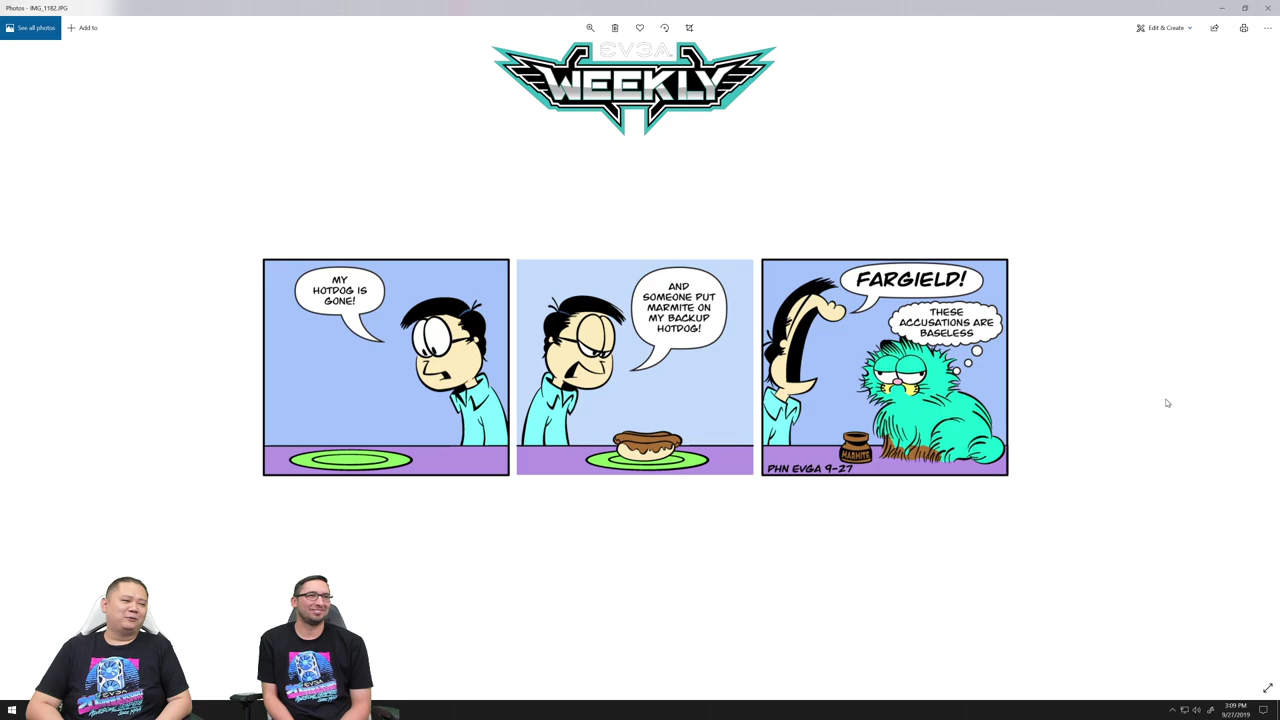 Photos - IMG_1182.JPG
See all photos
Add to
Edit & Create
EVGA
WEEKLY
MY
HOTDOG IS
GONE!
AND
SOMEONE PUT
MARMITE ON
MY BACKUP
HOTDOG!
FARGIELD!
THESE
ACCUSATIONS ARE
BASELESS
MARMITE
PHN EVGA 9-27
EVGA
3:09 PM
9/27/2019